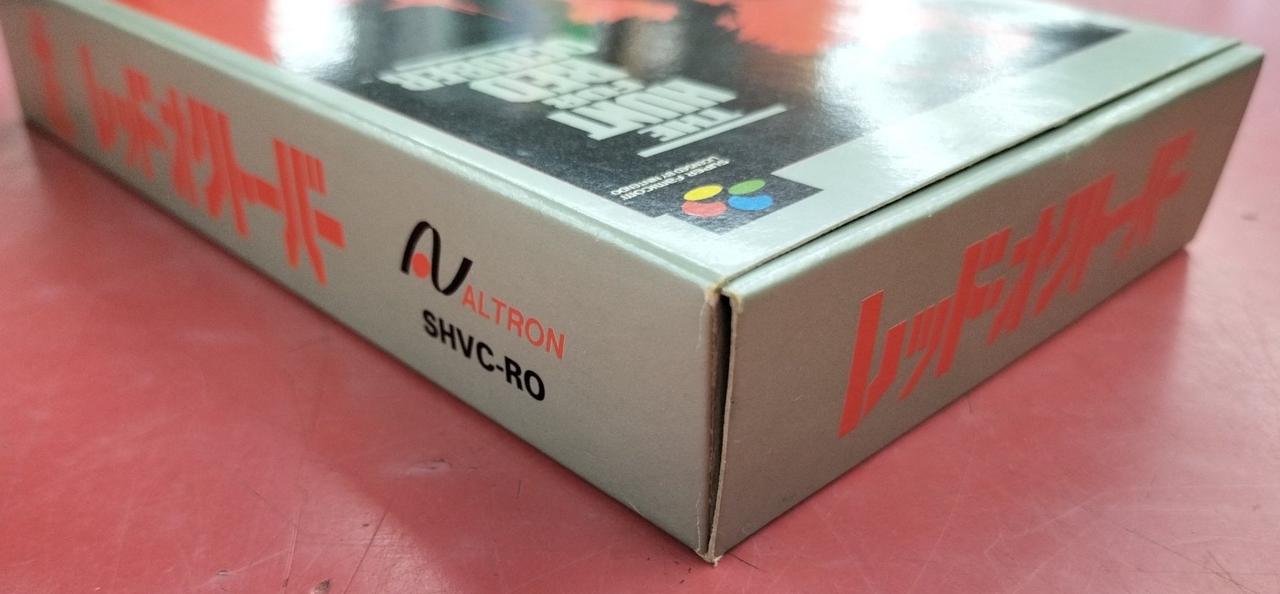 THE
HUNT
FOR
RED
OCTOBER
SUPER FAMICOM
LICENSED BY NINTENDO
レッド・オクトーバー
ALTRON
SHVC-RO
レッド・オクトーバー